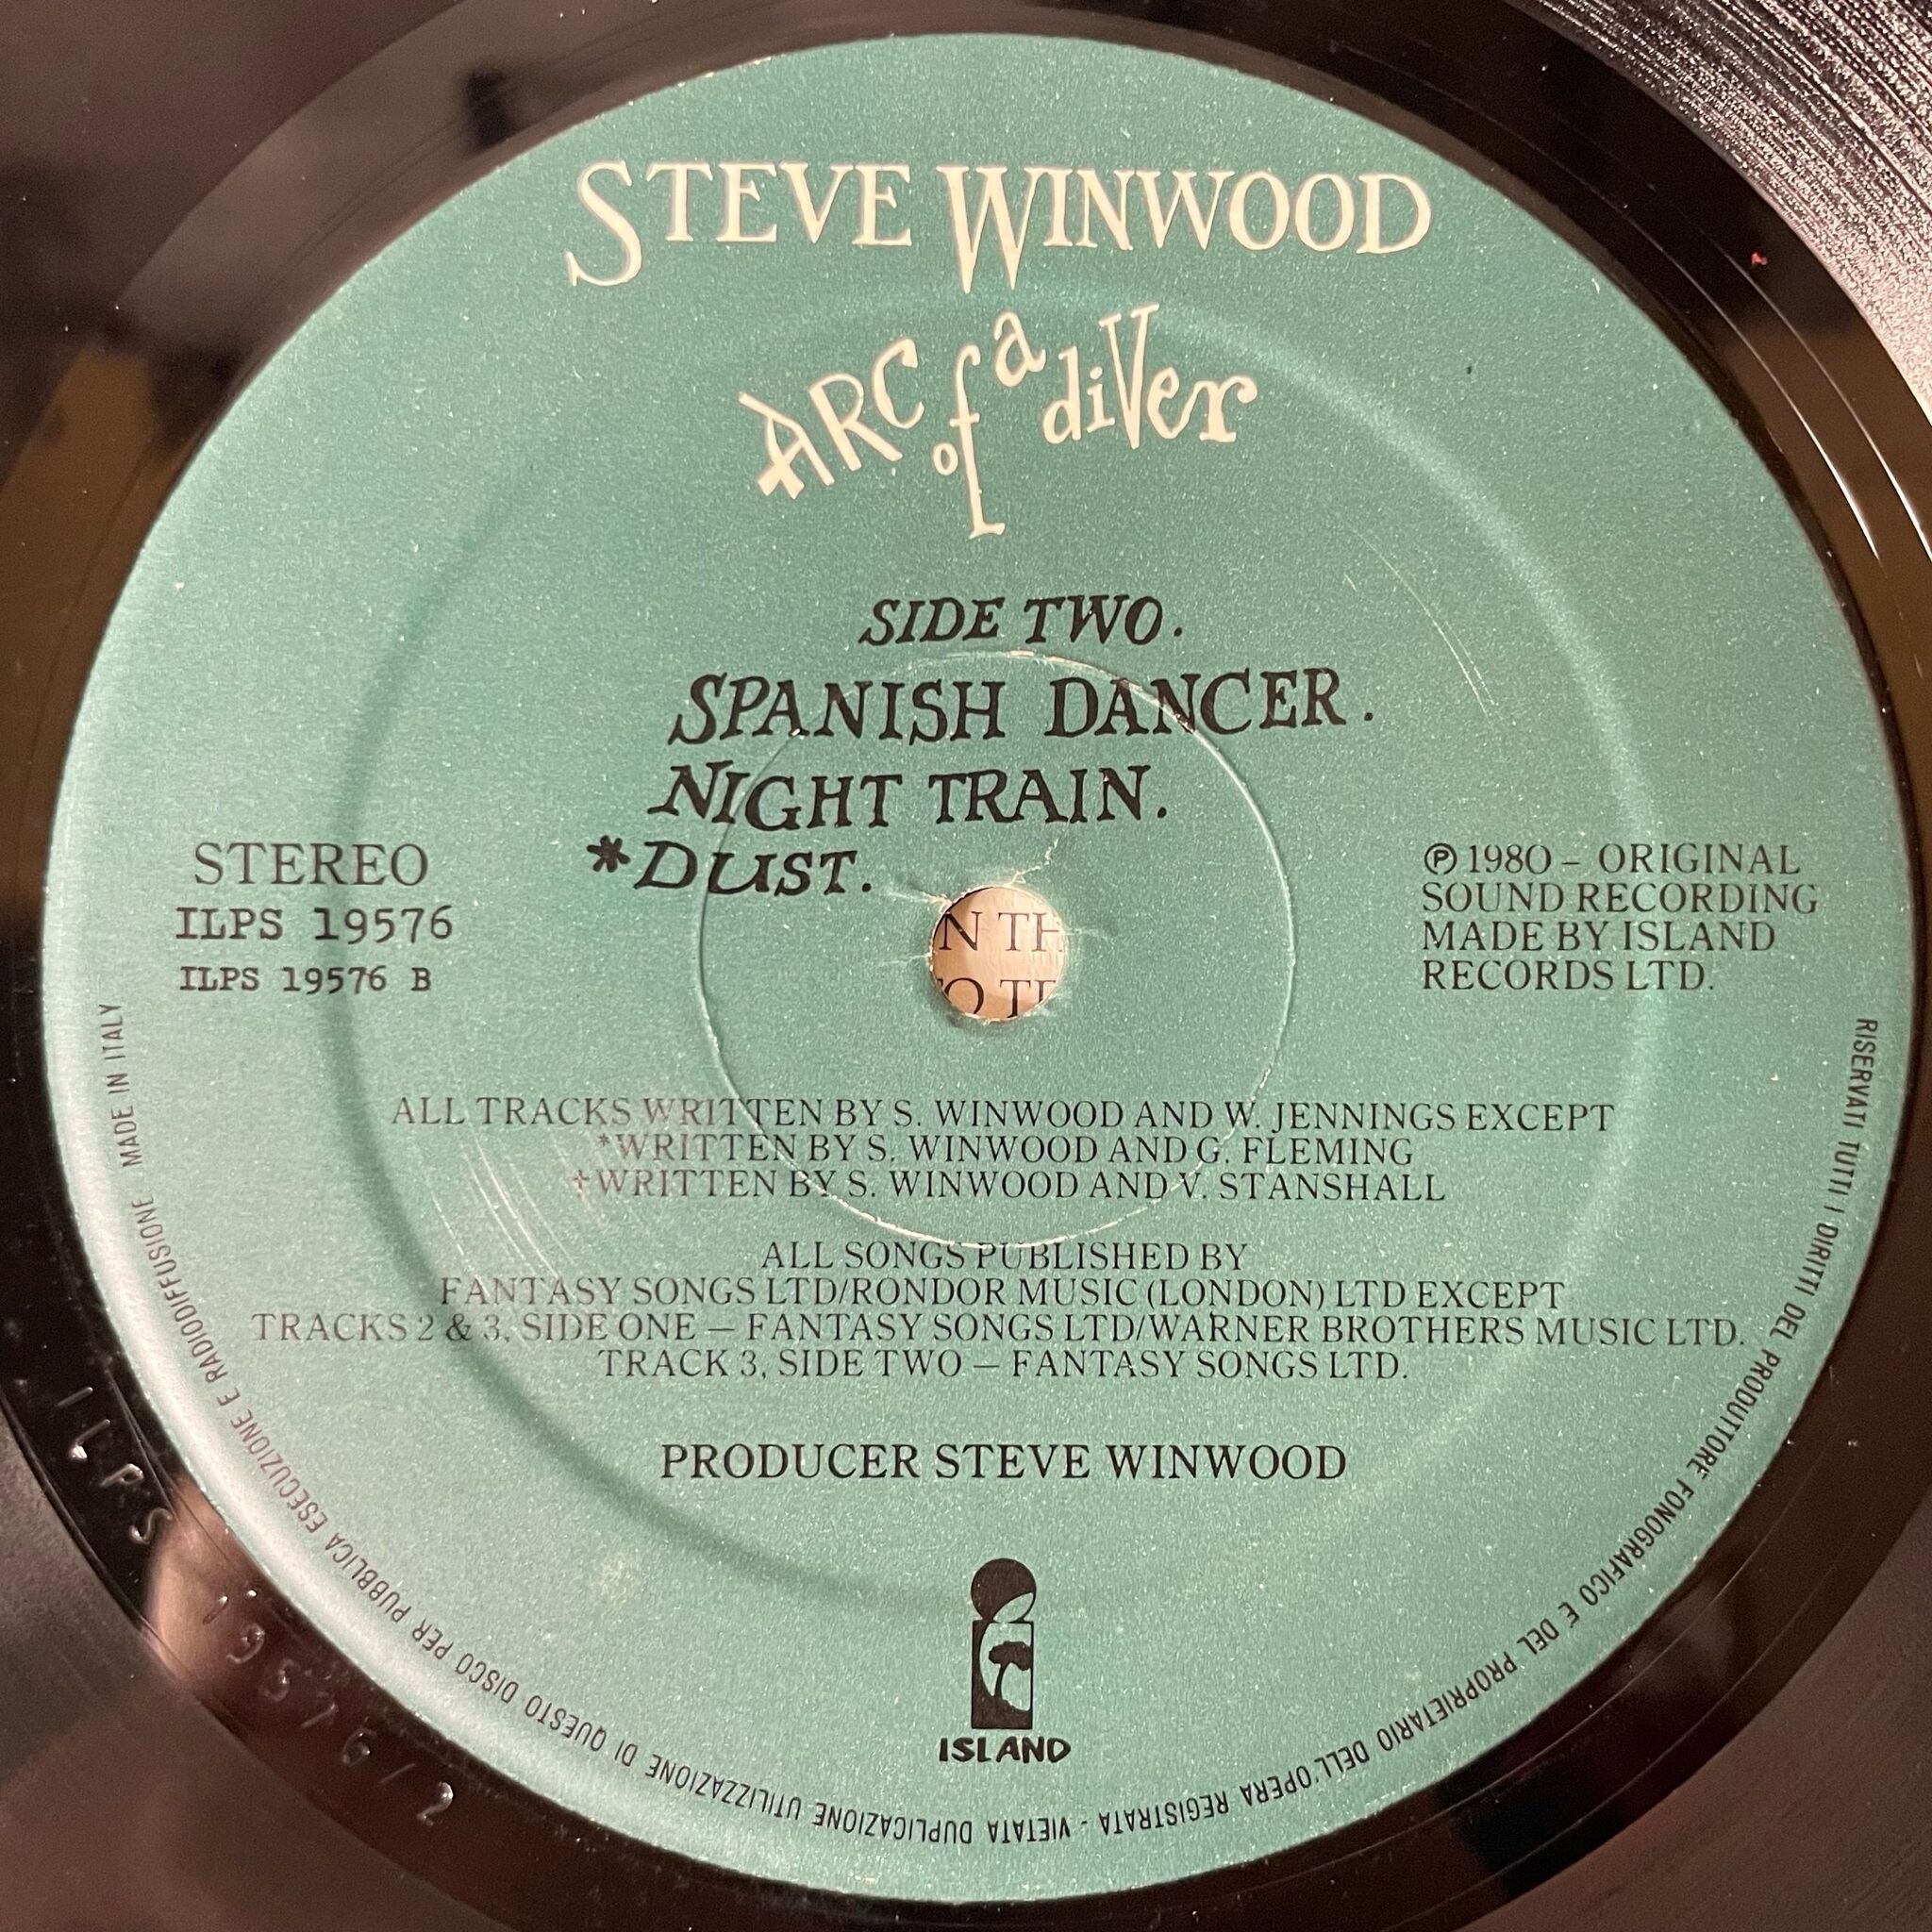 STEVE WINWOOD
ARC of a diVer
SIDE TWO.
SPANISH DANCER.
NIGHT TRAIN.
*DUST.
STEREO
ILPS 19576
ILPS 19576 B
℗ 1980 – ORIGINAL
SOUND RECORDING
MADE BY ISLAND
RECORDS LTD.
N TH
O TH
ALL TRACKS WRITTEN BY S. WINWOOD AND W. JENNINGS EXCEPT
*WRITTEN BY S. WINWOOD AND G. FLEMING
†WRITTEN BY S. WINWOOD AND V. STANSHALL
ALL SONGS PUBLISHED BY
FANTASY SONGS LTD/RONDOR MUSIC (LONDON) LTD EXCEPT
TRACKS 2 & 3, SIDE ONE – FANTASY SONGS LTD/WARNER BROTHERS MUSIC LTD.
TRACK 3, SIDE TWO – FANTASY SONGS LTD.
PRODUCER STEVE WINWOOD
ISLAND
RISERVATI TUTTI I DIRITTI DEL PRODUTTORE FONOGRAFICO E DEL PROPRIETARIO DELL'OPERA REGISTRATA - VIETATA DUPLICAZIONE UTILIZZAZIONE DI QUESTO DISCO PER PUBBLICA ESECUZIONE E RADIODIFFUSIONE MADE IN ITALY
ILPS 19576/2